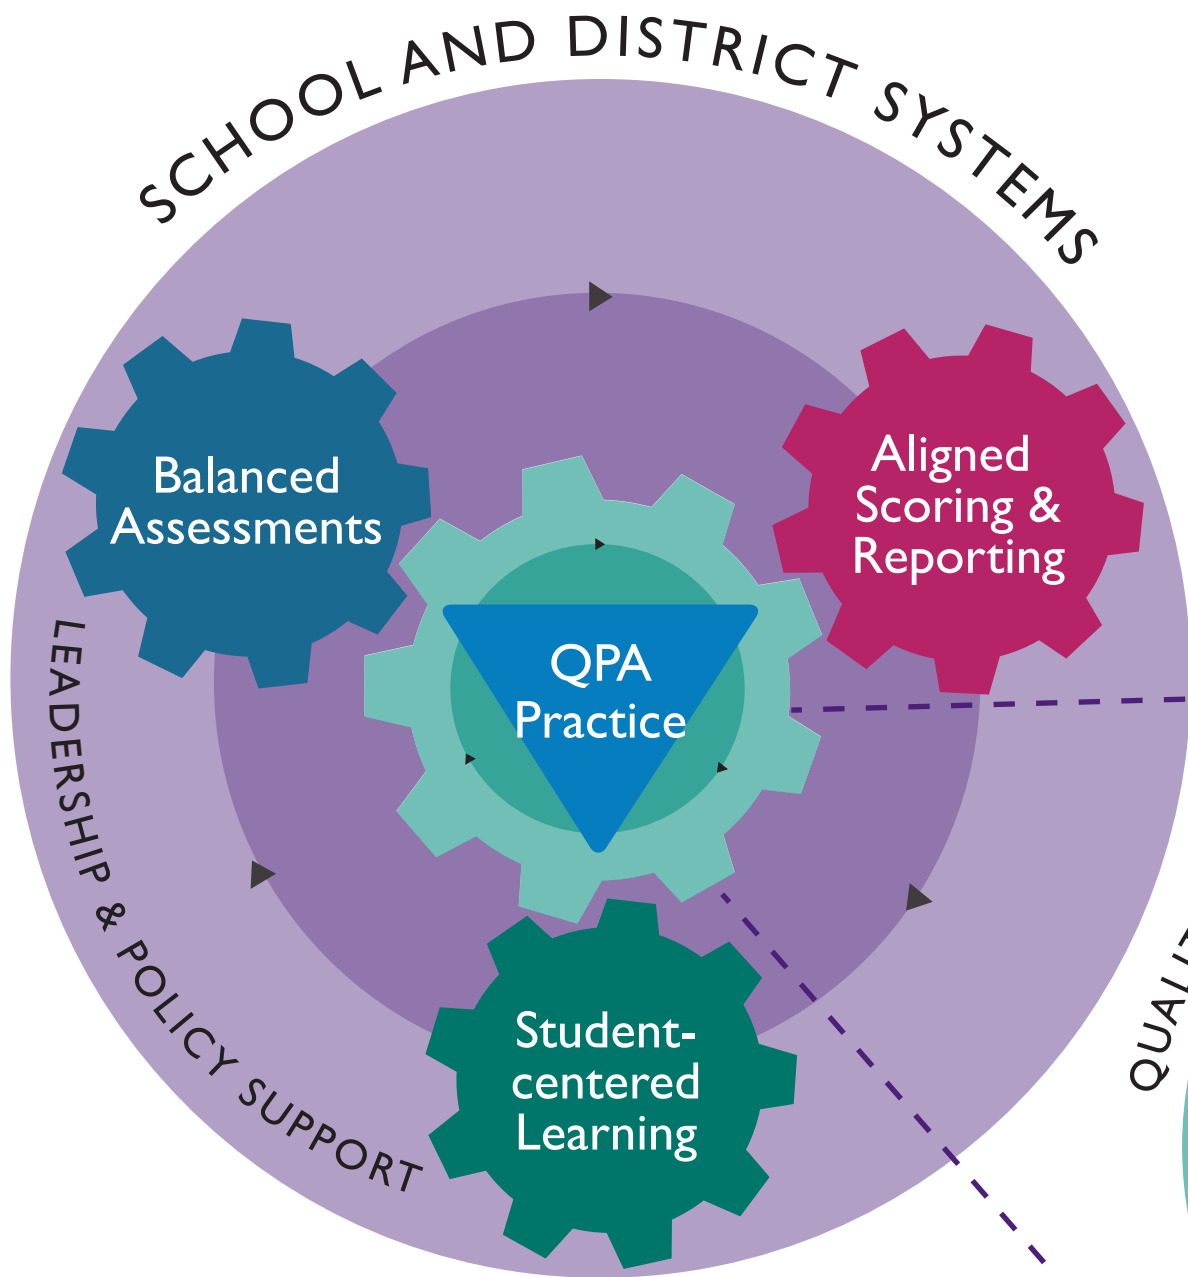 SCHOOL AND DISTRICT SYSTEMS
Balanced
Assessments
Aligned
Scoring &
Reporting
QPA
Practice
Student-
centered
Learning
LEADERSHIP & POLICY SUPPORT